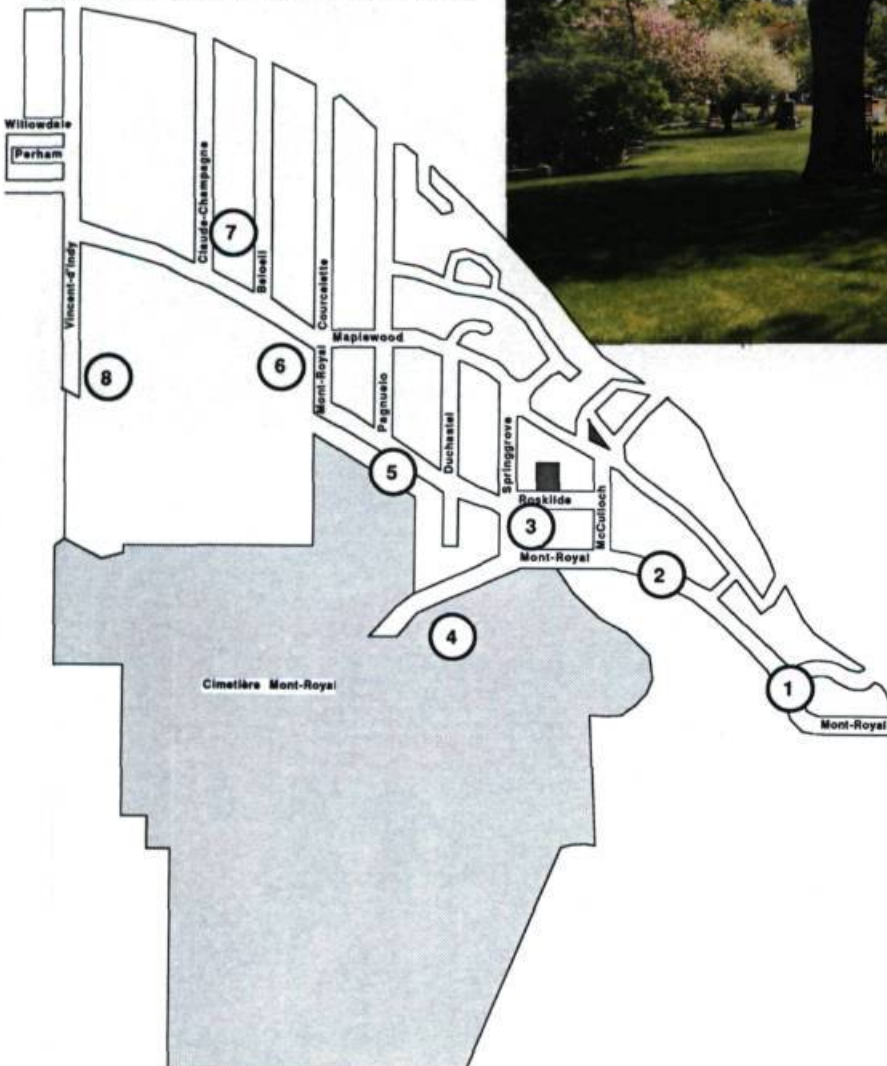 Willowdale
Perham
Claude-Champagne
7
Vincent-d'Indy
Beloeil
Courcelette
Maplewood
6
8
Mont-Royal
Pagnuelo
Duchastel
5
Springgrove
Roskilde
McCulloch
3
Mont-Royal
2
4
Cimetière Mont-Royal
1
Mont-Royal